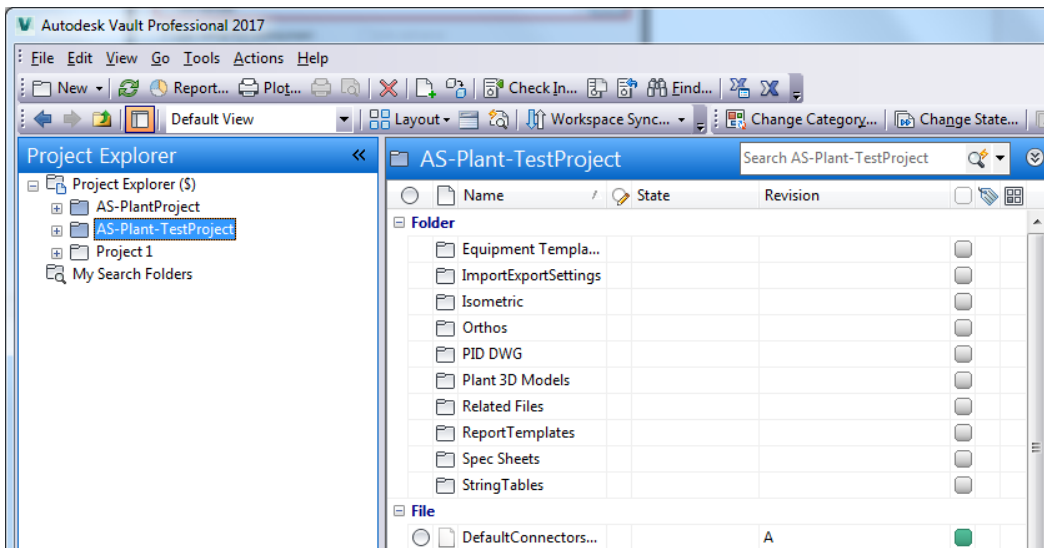 Autodesk Vault Professional 2017
File Edit View Go Tools Actions Help
New Report... Plot... Check In... Find...
Default View Layout Workspace Sync... Change Category... Change State...
Project Explorer AS-Plant-TestProject Search AS-Plant-TestProject
Project Explorer ($)
AS-PlantProject
AS-Plant-TestProject
Project 1
My Search Folders
Name State Revision
Folder
Equipment Templa...
ImportExportSettings
Isometric
Orthos
PID DWG
Plant 3D Models
Related Files
ReportTemplates
Spec Sheets
StringTables
File
DefaultConnectors... A